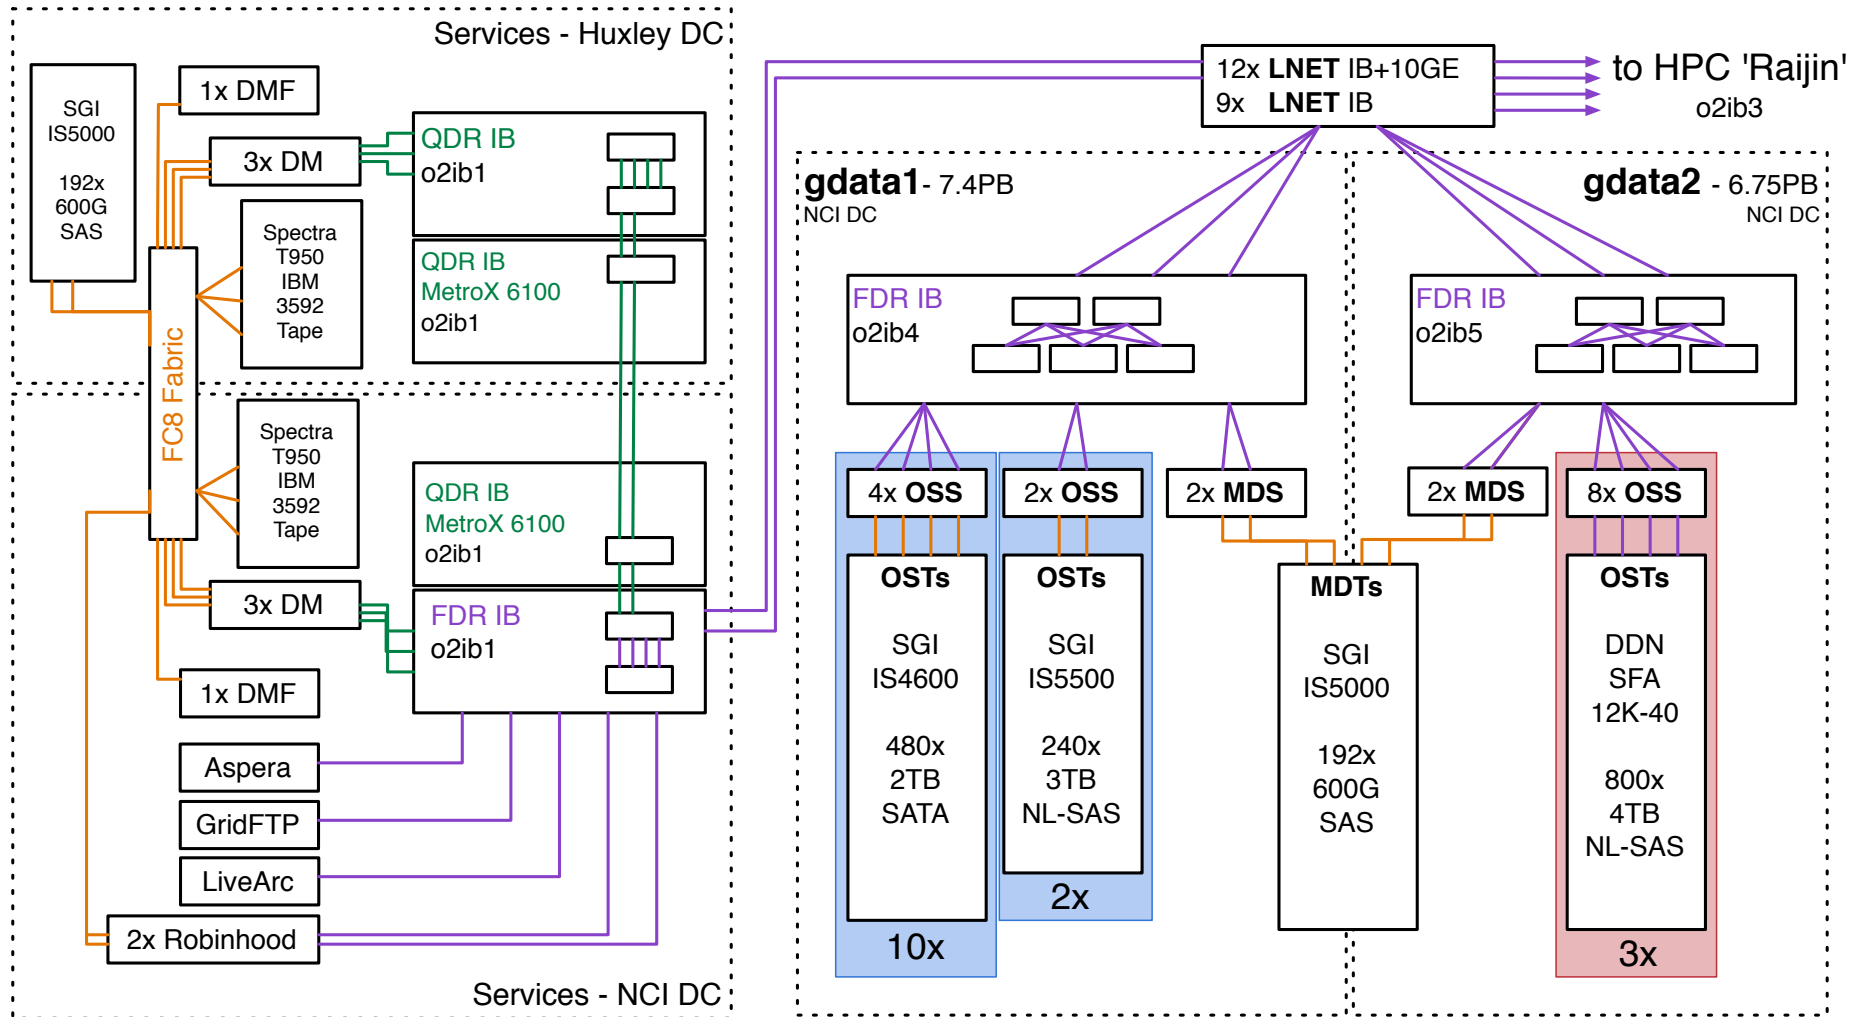 Services - Huxley DC
SGI
IS5000
192x
600G
SAS
1x DMF
3x DM
Spectra
T950
IBM
3592
Tape
QDR IB
o2ib1
QDR IB
MetroX 6100
o2ib1
FC8 Fabric
Spectra
T950
IBM
3592
Tape
QDR IB
MetroX 6100
o2ib1
3x DM
FDR IB
o2ib1
1x DMF
Aspera
GridFTP
LiveArc
2x Robinhood
Services - NCI DC
12x LNET IB+10GE
9x LNET IB
to HPC 'Raijin'
o2ib3
gdata1 - 7.4PB
NCI DC
FDR IB
o2ib4
4x OSS
2x OSS
2x MDS
OSTs
SGI
IS4600
480x
2TB
SATA
10x
OSTs
SGI
IS5500
240x
3TB
NL-SAS
2x
MDTs
SGI
IS5000
192x
600G
SAS
gdata2 - 6.75PB
NCI DC
FDR IB
o2ib5
2x MDS
8x OSS
OSTs
DDN
SFA
12K-40
800x
4TB
NL-SAS
3x